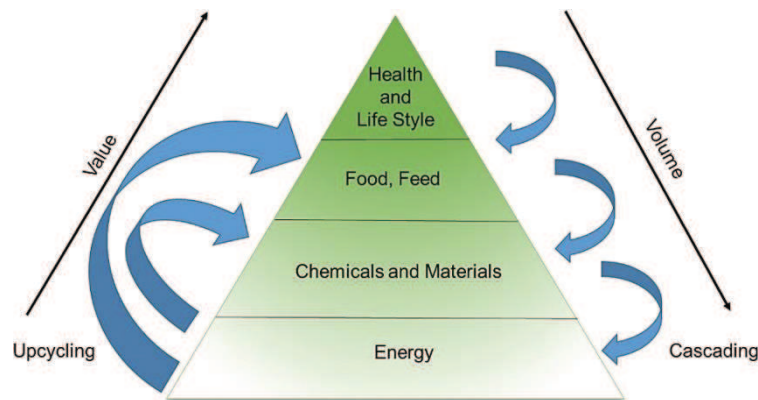 Health
and
Life Style
Value
Volume
Food, Feed
Chemicals and Materials
Upcycling
Energy
Cascading